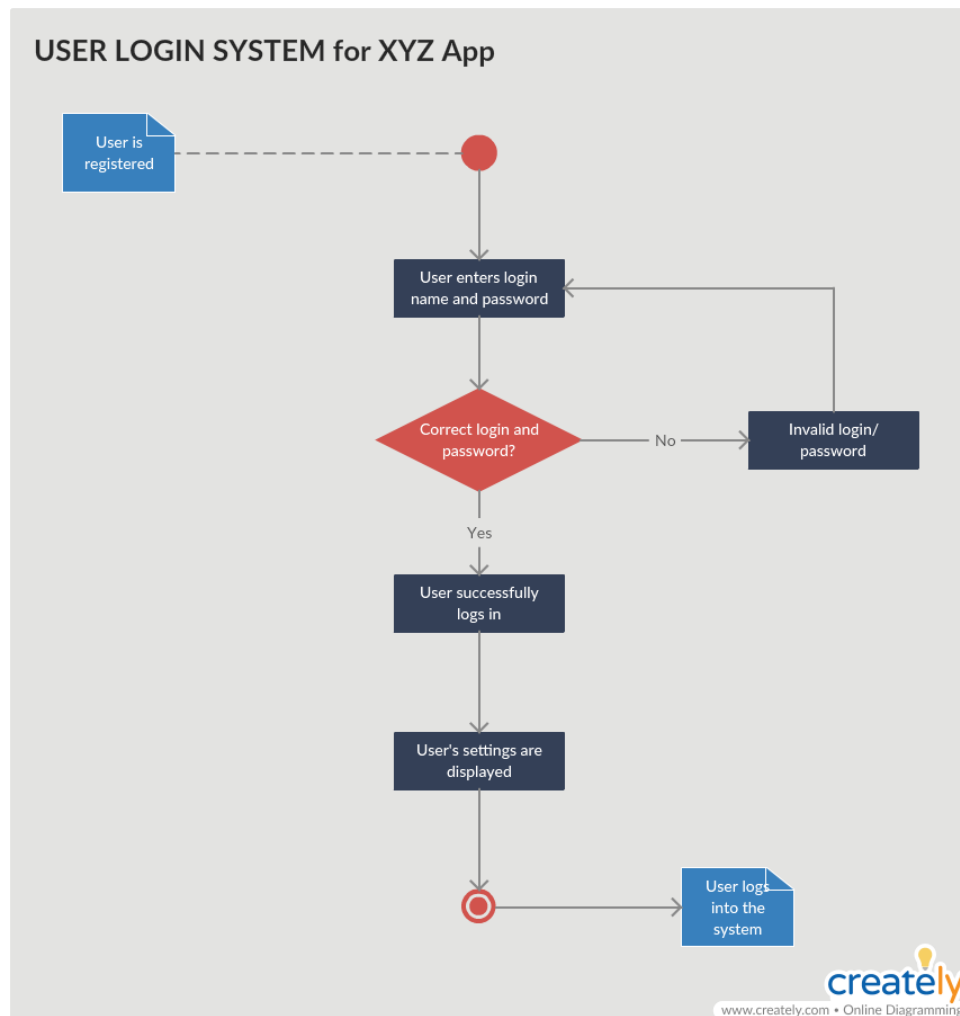 USER LOGIN SYSTEM for XYZ App
User is
registered
User enters login
name and password
Correct login and
password?
No
Invalid login/
password
Yes
User successfully
logs in
User's settings are
displayed
User logs
into the
system
creately
www.creately.com • Online Diagramming